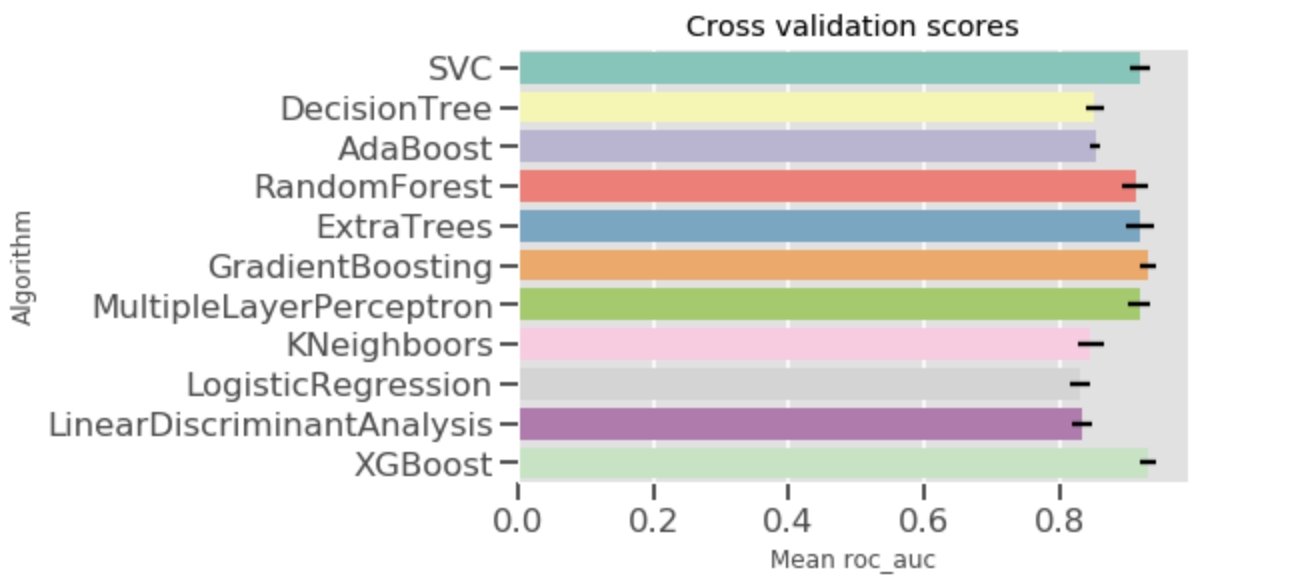 Cross validation scores
SVC
DecisionTree
AdaBoost
RandomForest
ExtraTrees
GradientBoosting
MultipleLayerPerceptron
KNeighboors
LogisticRegression
LinearDiscriminantAnalysis
XGBoost
Algorithm
0.0 0.2 0.4 0.6 0.8
Mean roc_auc